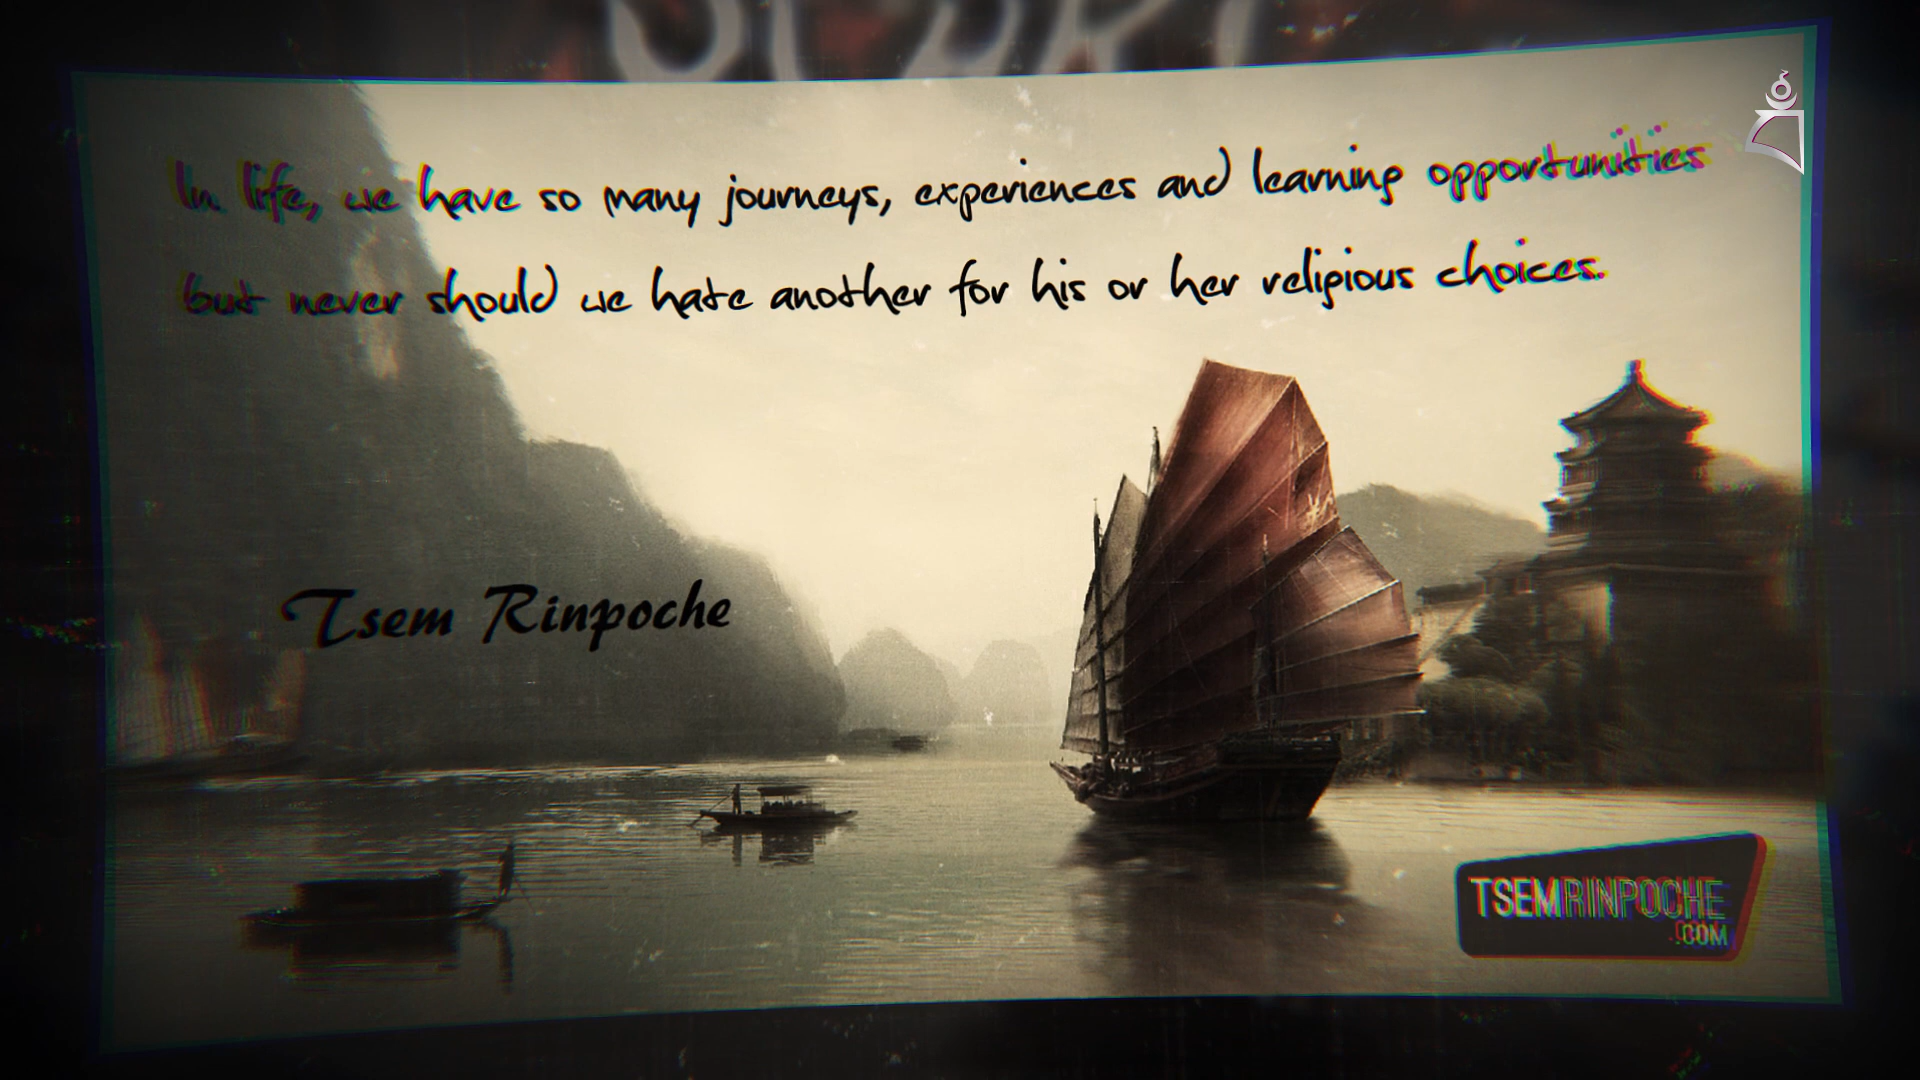 In life, we have so many journeys, experiences and learning opportunities
but never should we hate another for his or her religious choices.
Tsem Rinpoche
TSEMRINPOCHE
.COM